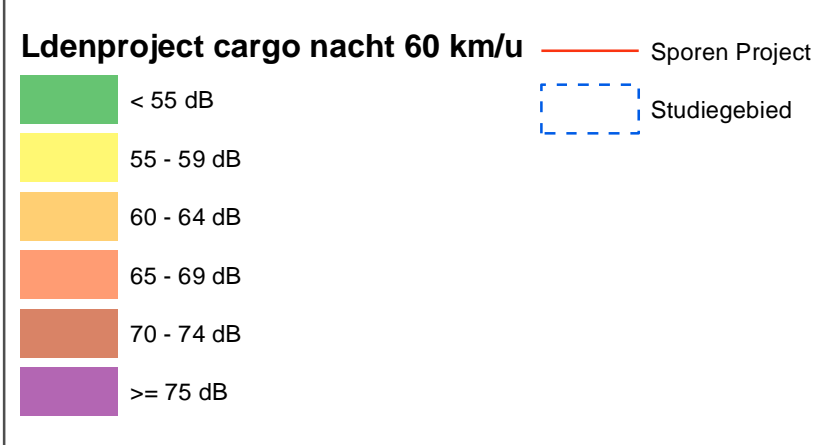 Ldenproject cargo nacht 60 km/u
< 55 dB
55 - 59 dB
60 - 64 dB
65 - 69 dB
70 - 74 dB
>= 75 dB
Sporen Project
Studiegebied